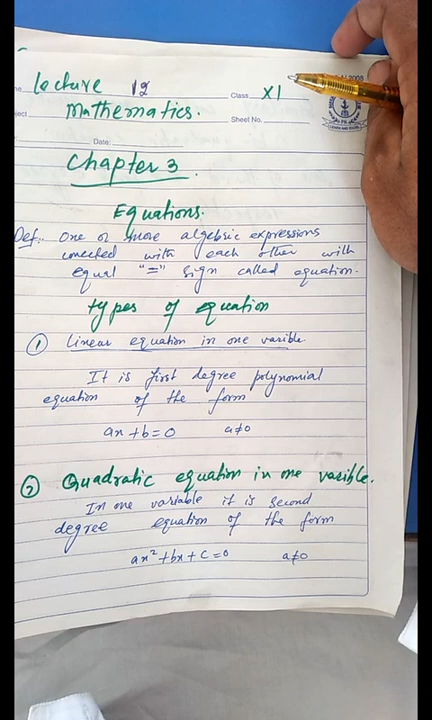 Lecture 12
Class XI
Mathematics.
Sheet No.
Date:
Chapter 3.
Equations.
Def:- One or more algebric expressions
conected with each other with
equal "=" sign called equation.
types of equation
① Linear equation in one varible
It is first degree polynomial
equation of the form
ax+b=0 a≠0
② Quadratic equation in one varible.
In one variable it is second
degree equation of the form
ax²+bx+c=0 a≠0